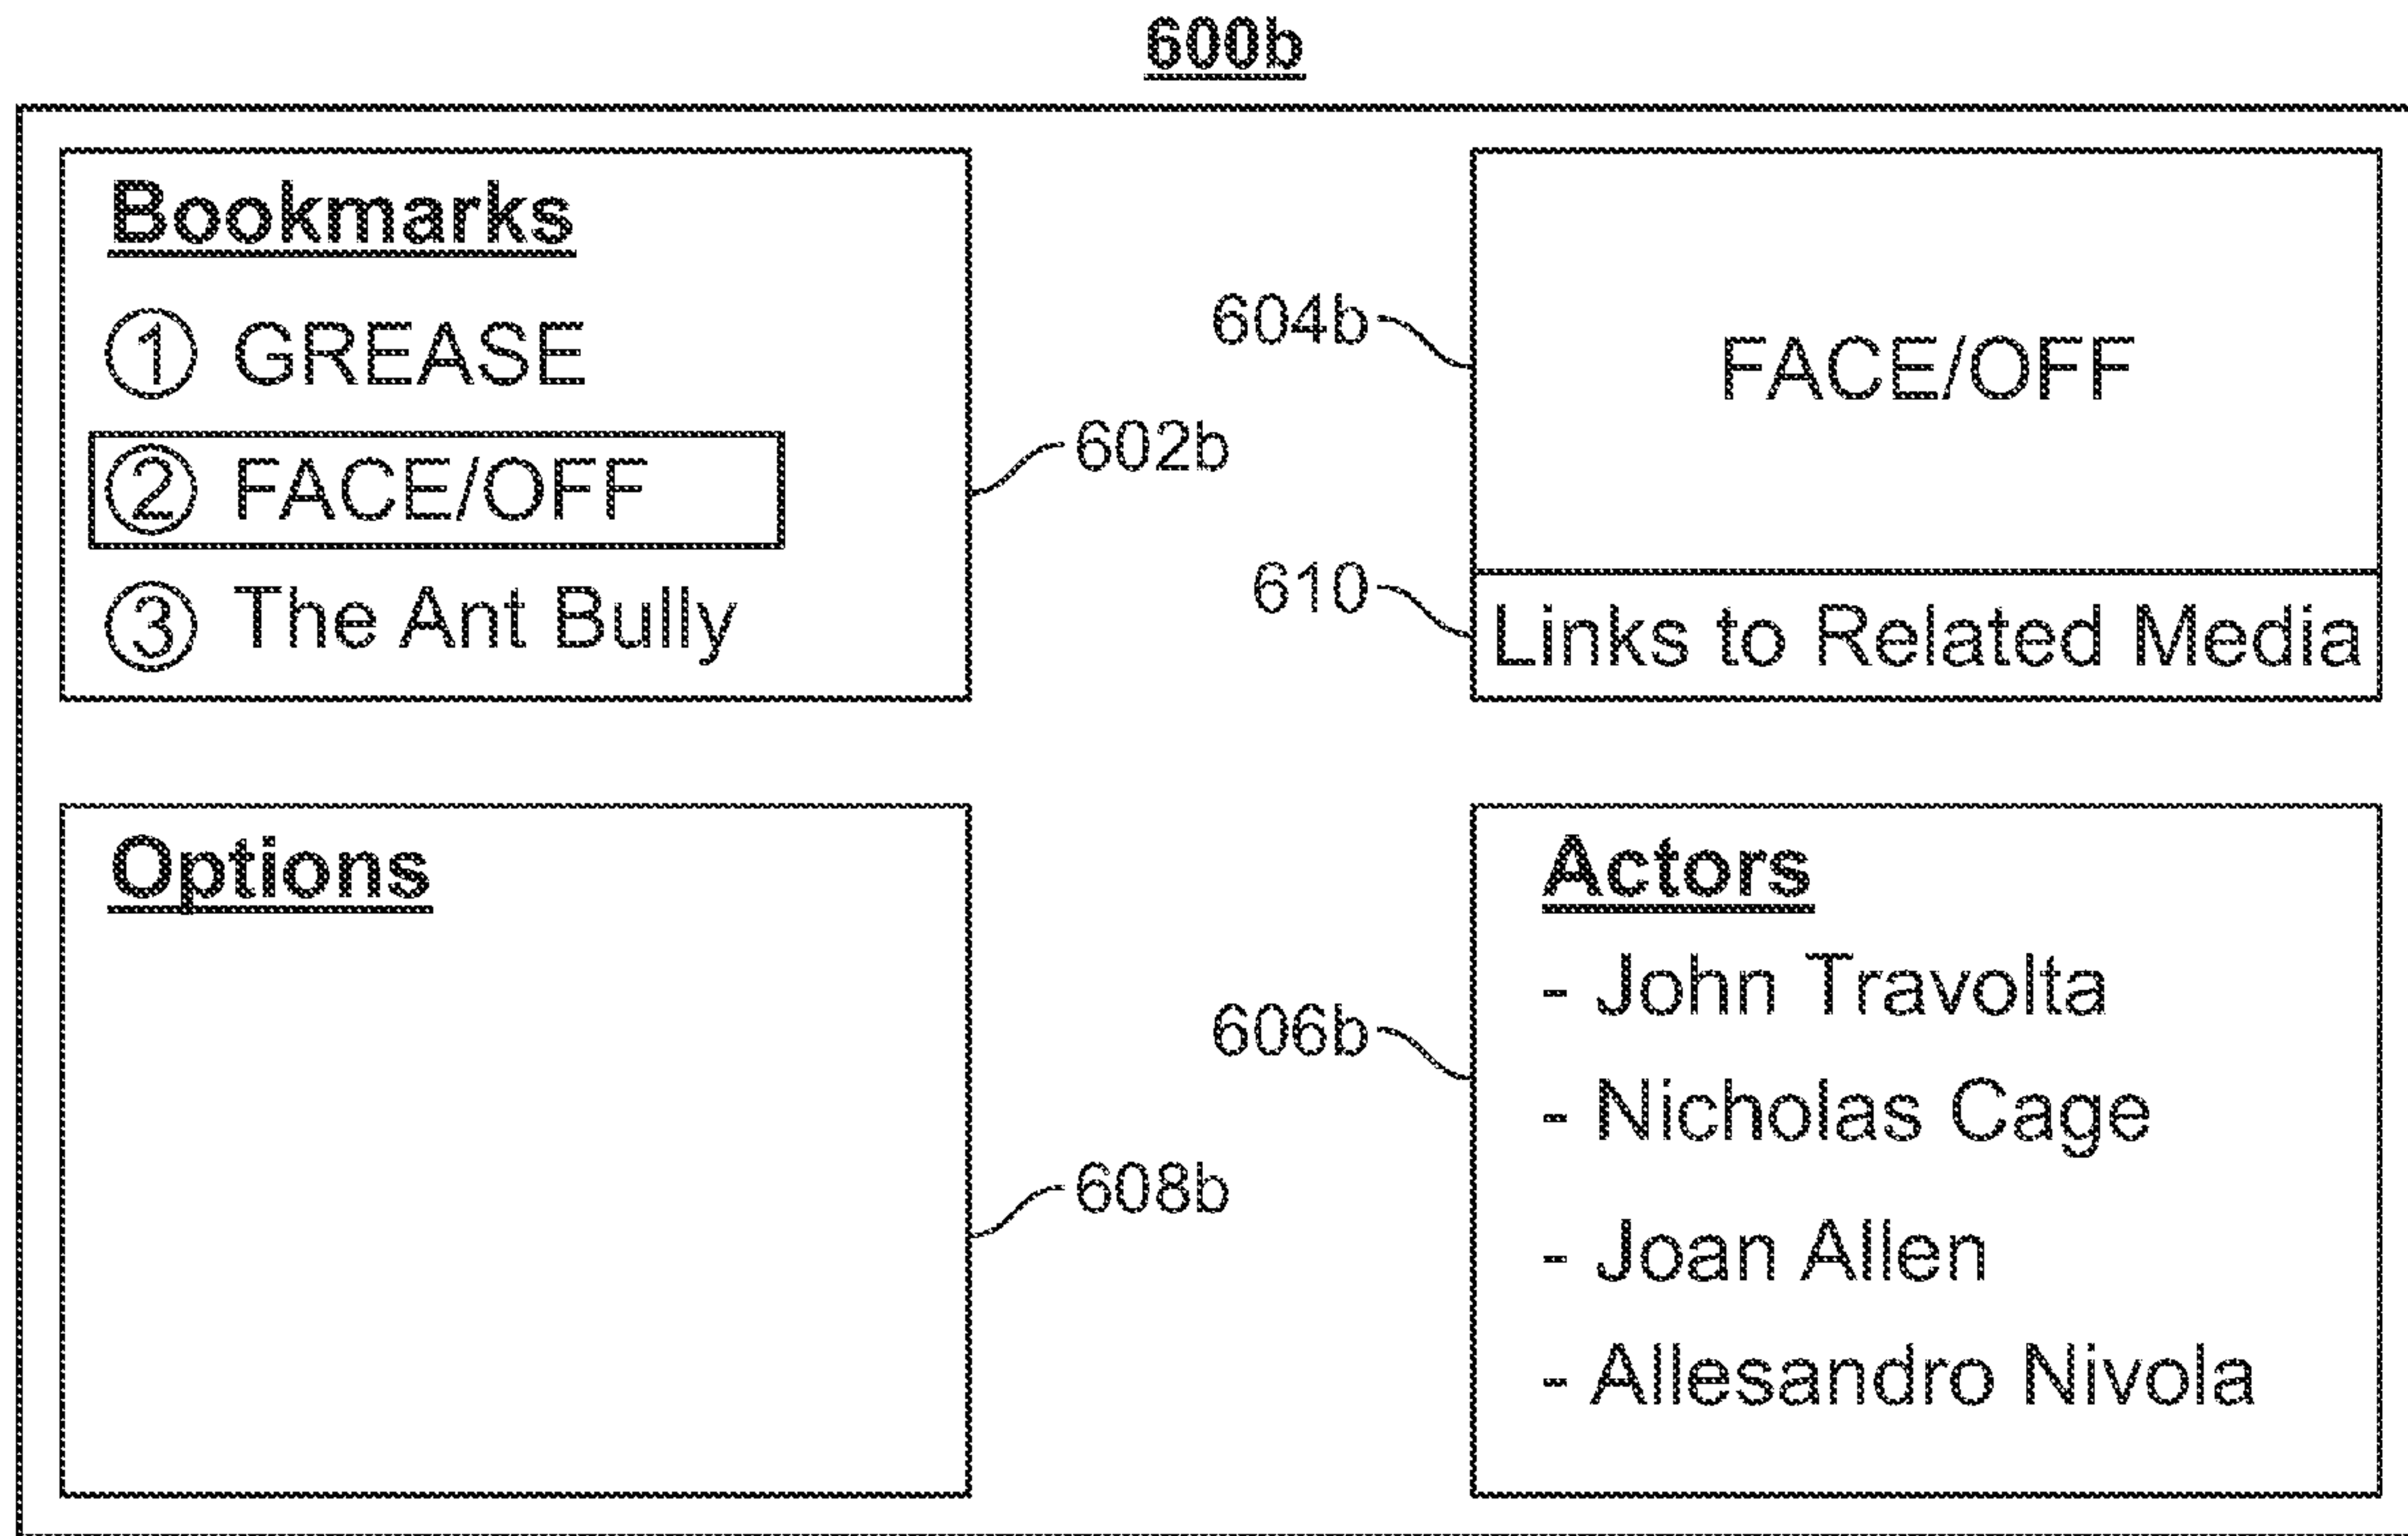 600b
Bookmarks
① GREASE
② FACE/OFF
③ The Ant Bully
602b
604b
FACE/OFF
610
Links to Related Media
Options
608b
606b
Actors
- John Travolta
- Nicholas Cage
- Joan Allen
- Allesandro Nivola